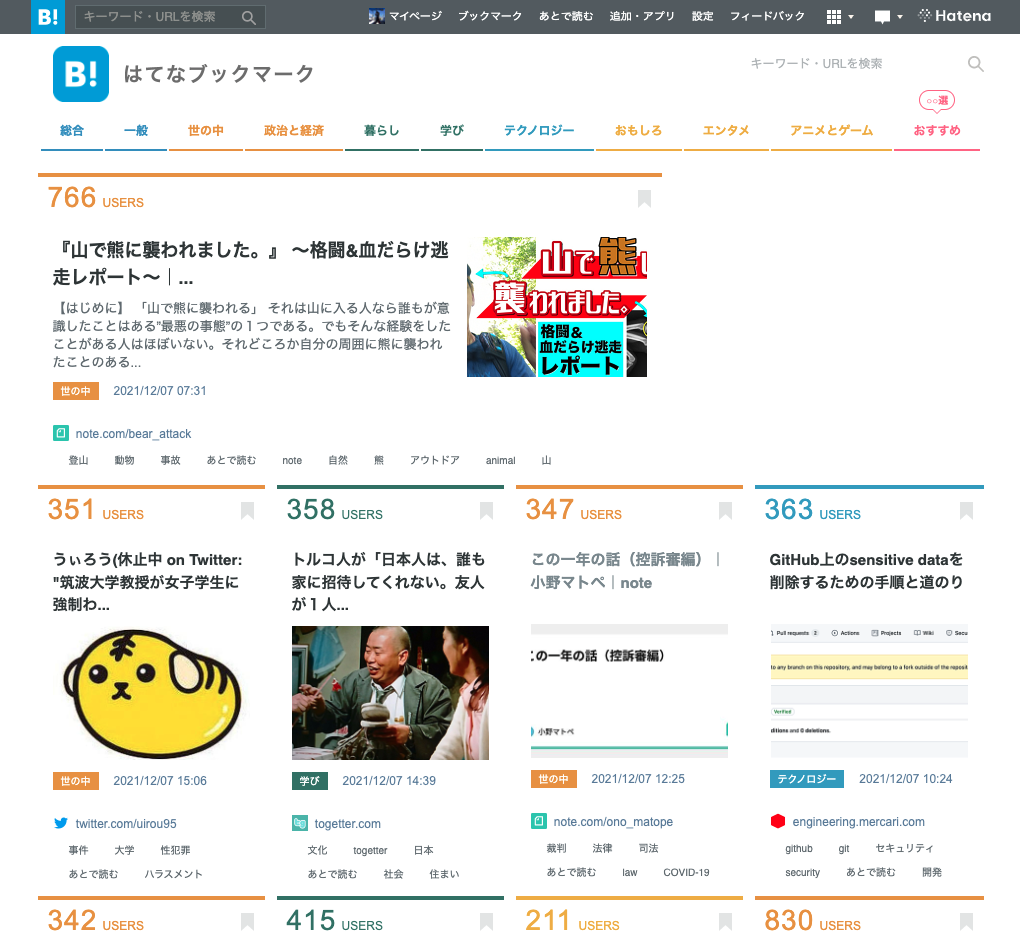 B!
キーワード・URLを検索
マイページ ブックマーク あとで読む 追加・アプリ 設定 フィードバック
Hatena
B! はてなブックマーク
キーワード・URLを検索
○○選
総合 一般 世の中 政治と経済 暮らし 学び テクノロジー おもしろ エンタメ アニメとゲーム おすすめ
766 USERS
『山で熊に襲われました。』 〜格闘&血だらけ逃
走レポート〜｜...
【はじめに】 「山で熊に襲われる」 それは山に入る人なら誰もが意
識したことはある”最悪の事態”の１つである。でもそんな経験をした
ことがある人はほぼいない。それどころか自分の周囲に熊に襲われ
たことのある...
山で熊に
襲われました。
格闘&
血だらけ逃走
レポート
世の中 2021/12/07 07:31
note.com/bear_attack
登山 動物 事故 あとで読む note 自然 熊 アウトドア animal 山
351 USERS
うぃろう(休止中 on Twitter:
"筑波大学教授が女子学生に
強制わ...
世の中 2021/12/07 15:06
twitter.com/uirou95
事件 大学 性犯罪
あとで読む ハラスメント
358 USERS
トルコ人が「日本人は、誰も
家に招待してくれない。友人
が１人...
学び 2021/12/07 14:39
togetter.com
文化 togetter 日本
あとで読む 社会 住まい
347 USERS
この一年の話（控訴審編）｜
小野マトペ｜note
この一年の話（控訴審編）
小野マトペ
世の中 2021/12/07 12:25
note.com/ono_matope
裁判 法律 司法
あとで読む law COVID-19
363 USERS
GitHub上のsensitive dataを
削除するための手順と道のり
Pull requests 2 Actions Projects Wiki Secu
to any branch on this repository, and may belong to a fork outside of the reposit
Verified
ditions and 0 deletions.
テクノロジー 2021/12/07 10:24
engineering.mercari.com
github git セキュリティ
security あとで読む 開発
342 USERS
415 USERS
211 USERS
830 USERS